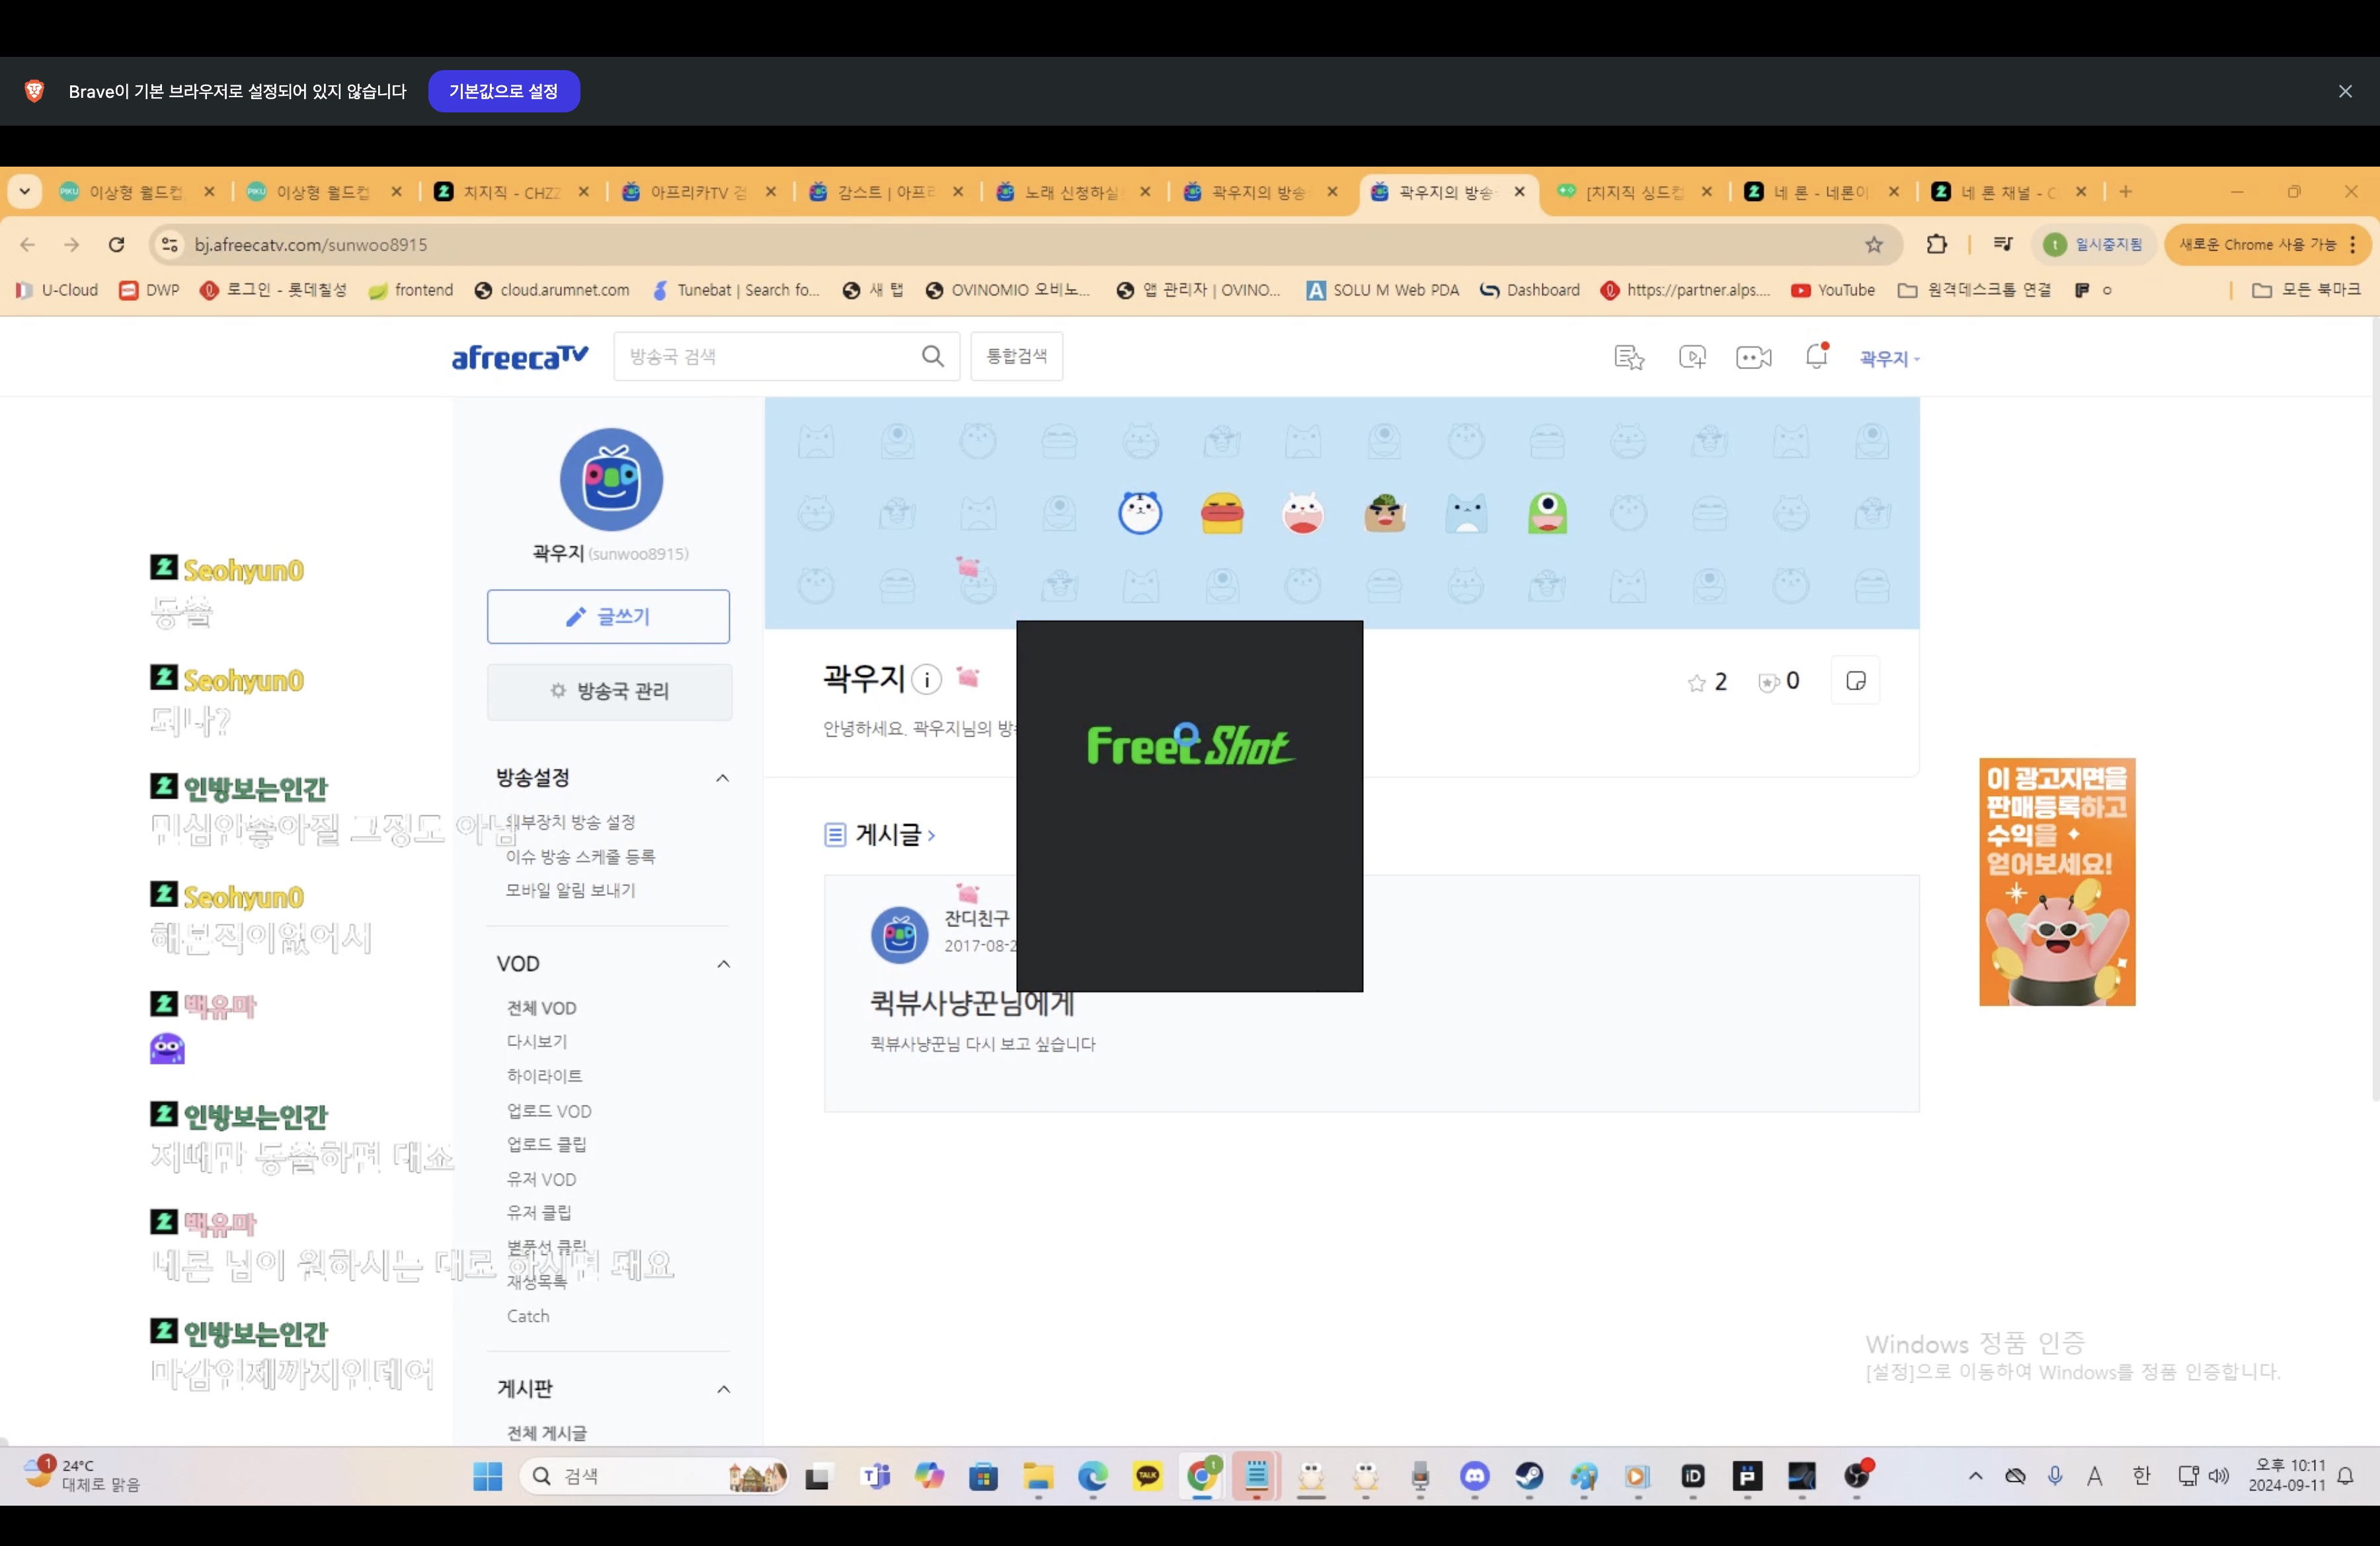 Brave이 기본 브라우저로 설정되어 있지 않습니다
기본값으로 설정
이상형 월드컵
이상형 월드컵
치지직 - CHZZ
아프리카TV 검
감스트 | 아프리
노래 신청하실
곽우지의 방송
곽우지의 방송
[치지직 싱드컵
네 론 - 네론이
네 론 채널 - C
bj.afreecatv.com/sunwoo8915
일시중지됨
새로운 Chrome 사용 가능
U-Cloud
DWP
로그인 - 롯데칠성
frontend
cloud.arumnet.com
Tunebat | Search fo...
새 탭
OVINOMIO 오비노...
앱 관리자 | OVINO...
SOLU M Web PDA
Dashboard
https://partner.alps....
YouTube
원격데스크톱 연결
모든 북마크
afreecaTV
방송국 검색
통합검색
곽우지
곽우지 (sunwoo8915)
글쓰기
방송국 관리
방송설정
외부장치 방송 설정
이슈 방송 스케줄 등록
모바일 알림 보내기
VOD
전체 VOD
다시보기
하이라이트
업로드 VOD
업로드 클립
유저 VOD
유저 클립
별풍선 클립
재생목록
Catch
게시판
전체 게시글
Seohyun0
동출
Seohyun0
되나?
인방보는인간
민심안좋아질 그정도 아님
Seohyun0
해본적이없어서
백유마
인방보는인간
저때만 동출하면 대죠
백유마
네론 님이 원하시는 대로 하시면 돼요
인방보는인간
마감언제까지인데어
곽우지
2
0
안녕하세요. 곽우지님의 방
FreeC Shot
게시글
잔디친구
2017-08-2
퀵뷰사냥꾼님에게
퀵뷰사냥꾼님 다시 보고 싶습니다
이 광고지면을
판매등록하고
수익을
얻어보세요!
Windows 정품 인증
[설정]으로 이동하여 Windows를 정품 인증합니다.
1
24°C
대체로 맑음
검색
TALK
iD
A
한
오후 10:11
2024-09-11